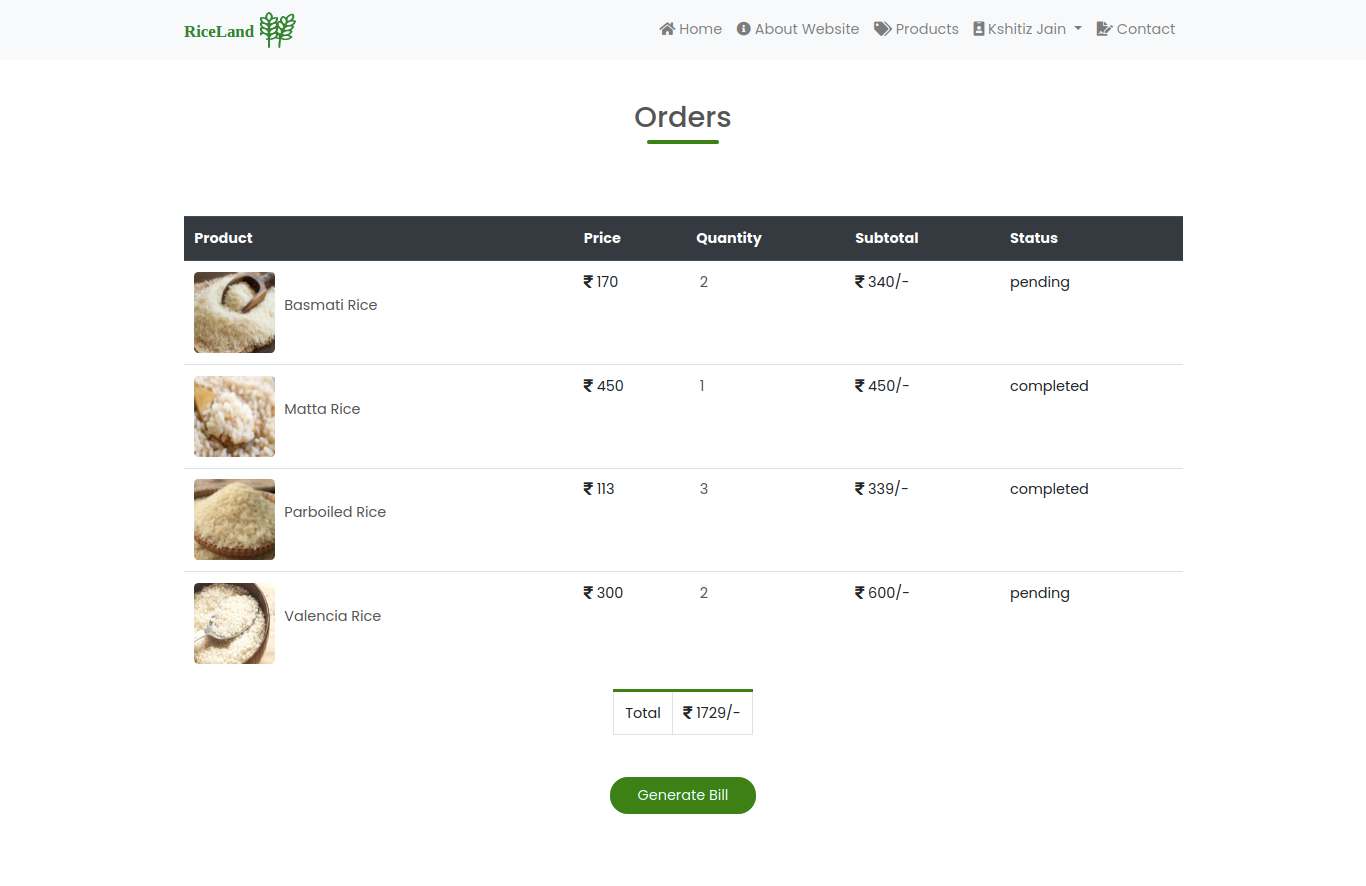 RiceLand
Home About Website Products Kshitiz Jain Contact
Orders
Product Price Quantity Subtotal Status
Basmati Rice ₹ 170 2 ₹ 340/- pending
Matta Rice ₹ 450 1 ₹ 450/- completed
Parboiled Rice ₹ 113 3 ₹ 339/- completed
Valencia Rice ₹ 300 2 ₹ 600/- pending
Total ₹ 1729/-
Generate Bill